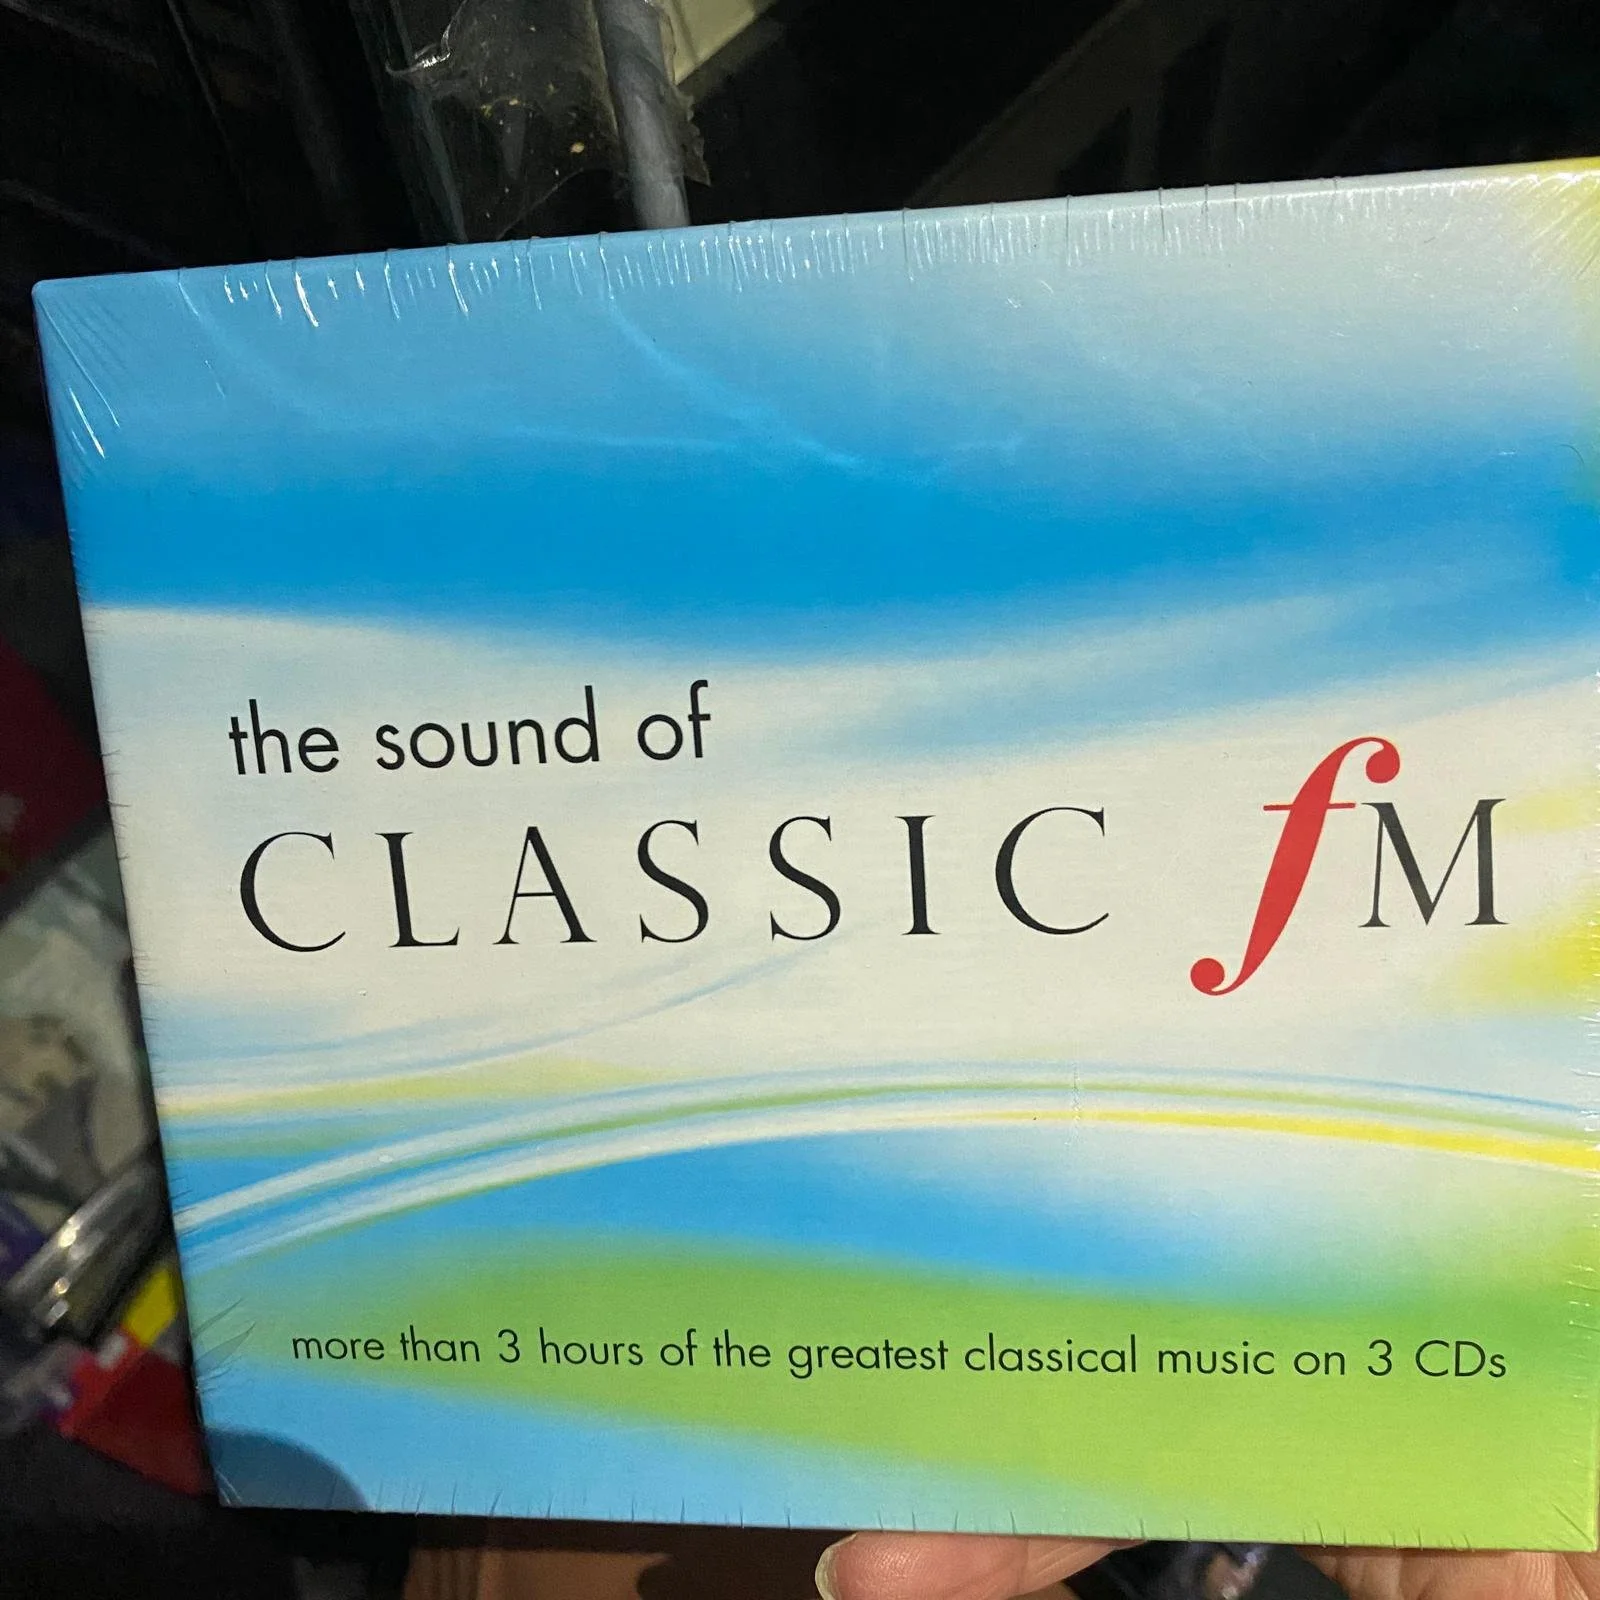 the sound of
CLASSIC fM
more than 3 hours of the greatest classical music on 3 CDs